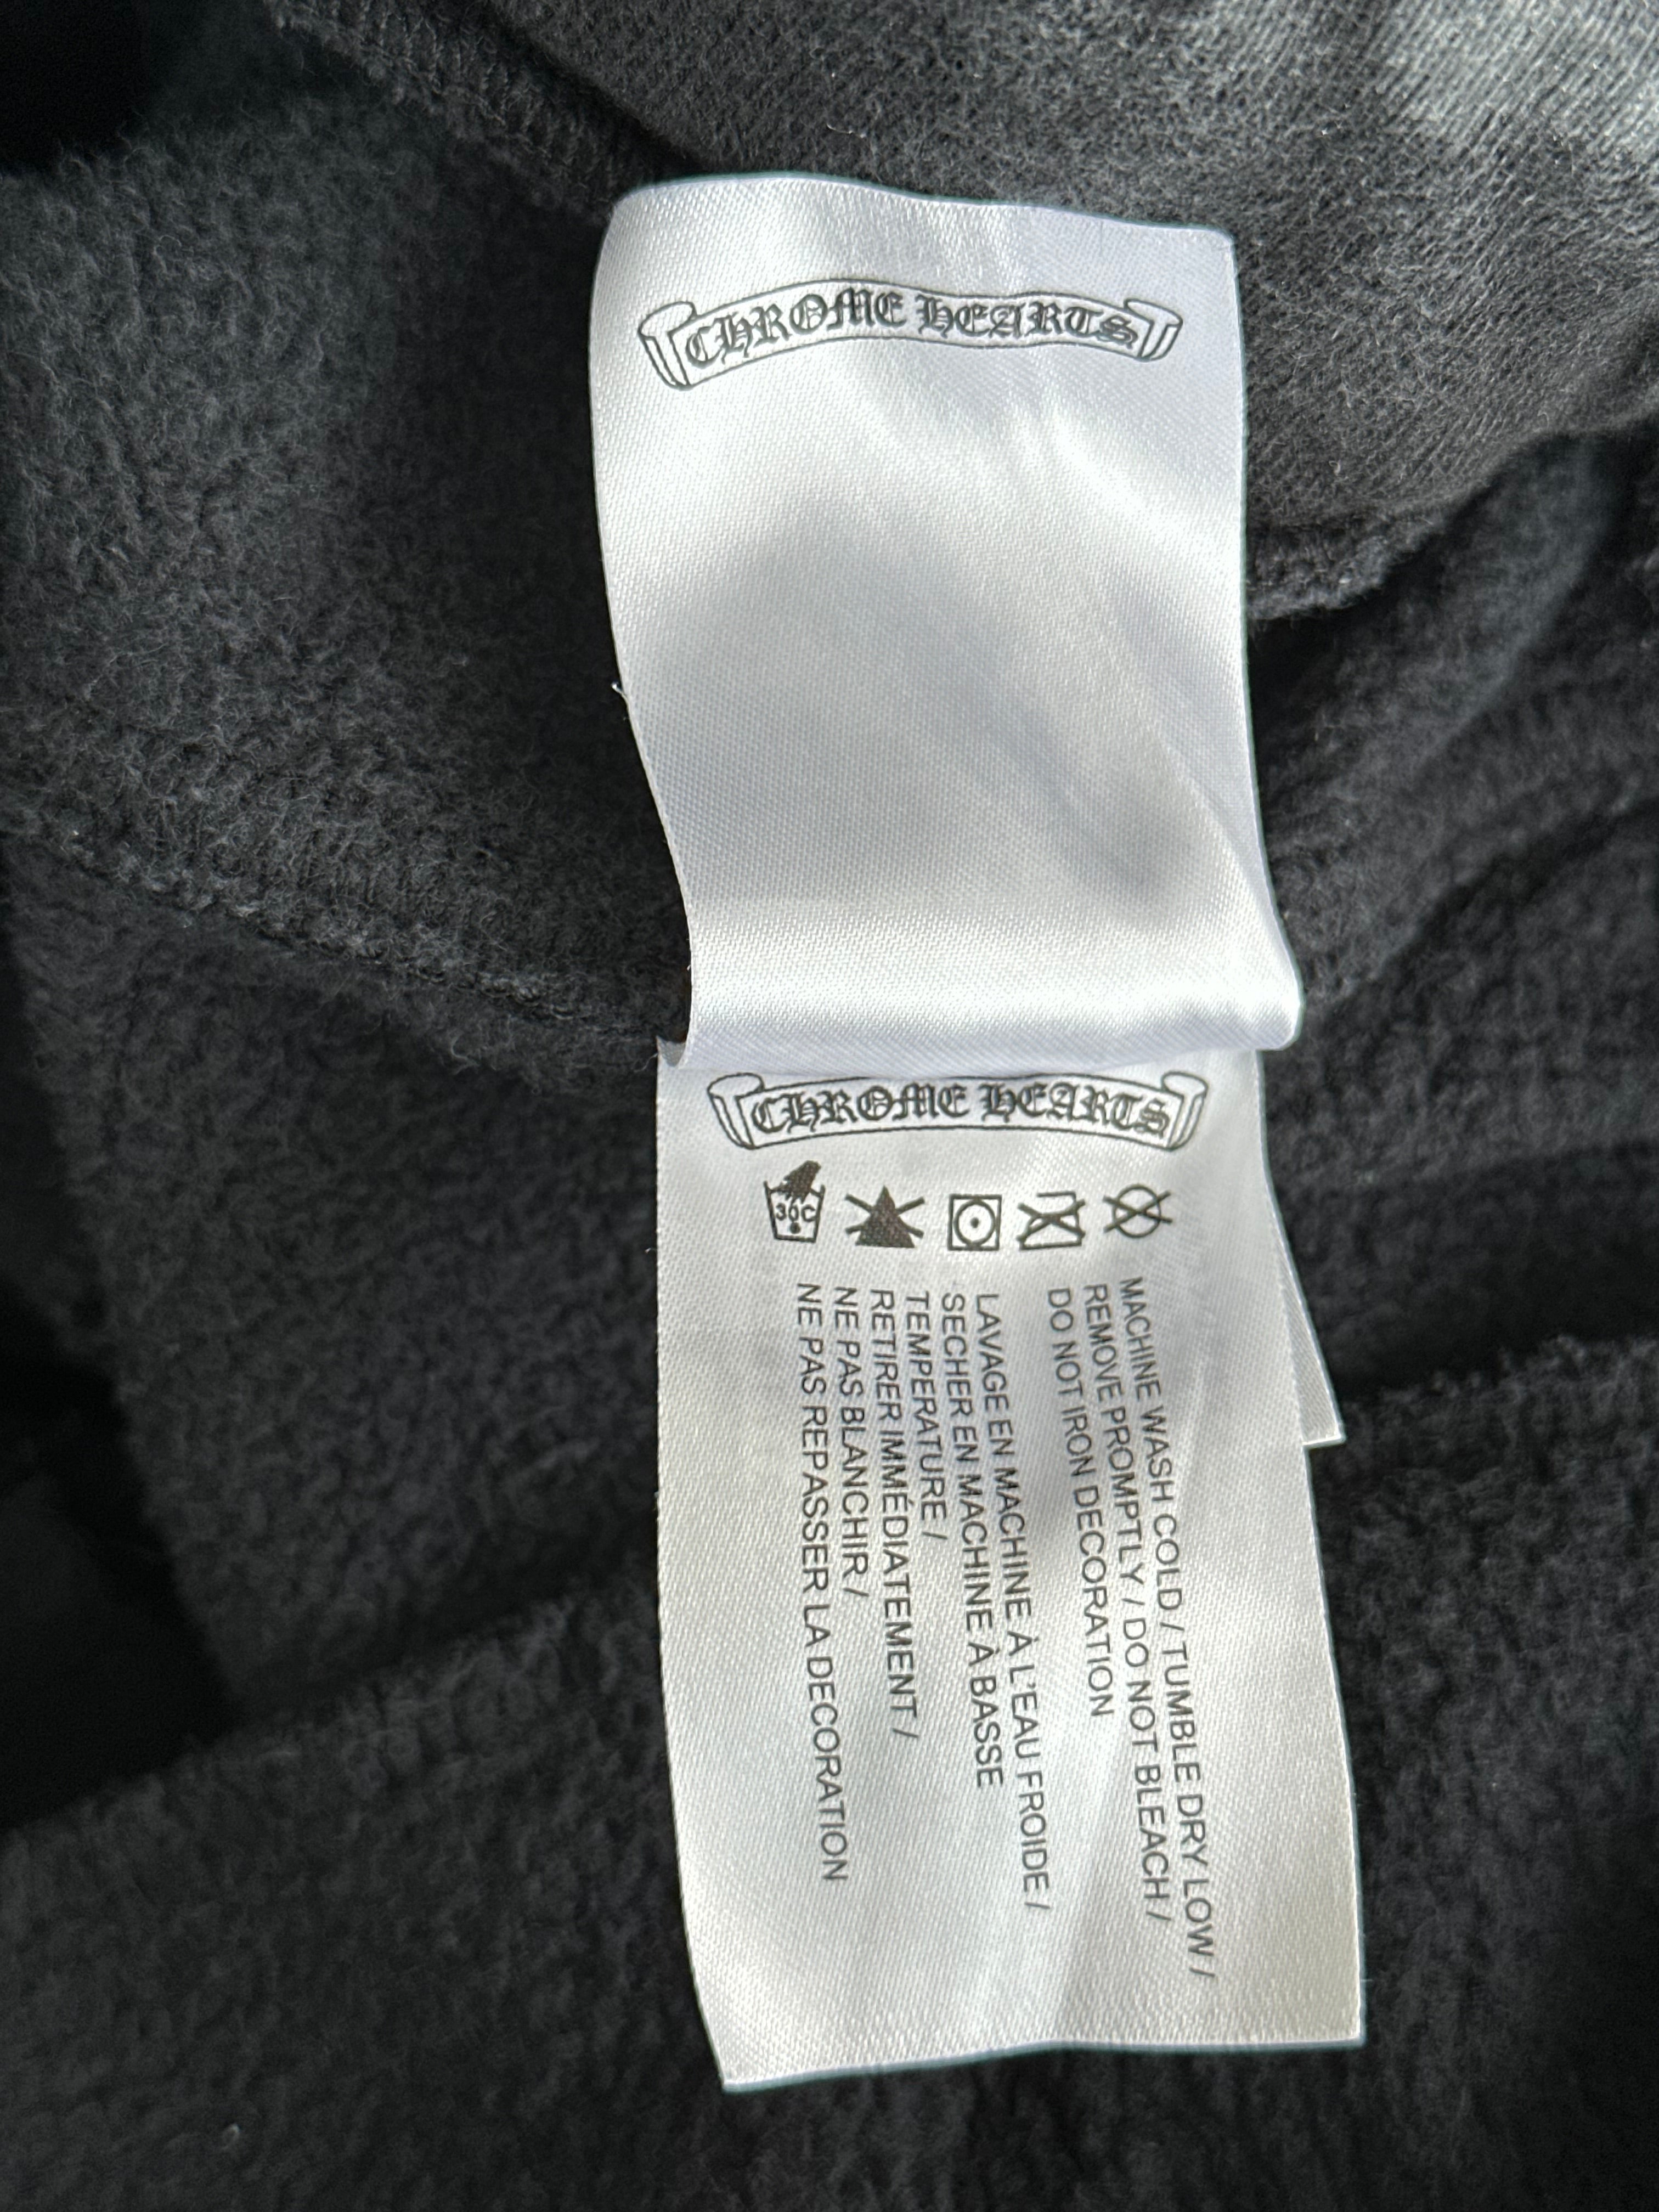 CHROME HEARTS
CHROME HEARTS
30C
MACHINE WASH COLD / TUMBLE DRY LOW /
REMOVE PROMPTLY / DO NOT BLEACH /
DO NOT IRON DECORATION
LAVAGE EN MACHINE À L'EAU FROIDE /
SECHER EN MACHINE À BASSE
TEMPERATURE /
RETIRER IMMÉDIATEMENT /
NE PAS BLANCHIR /
NE PAS REPASSER LA DECORATION